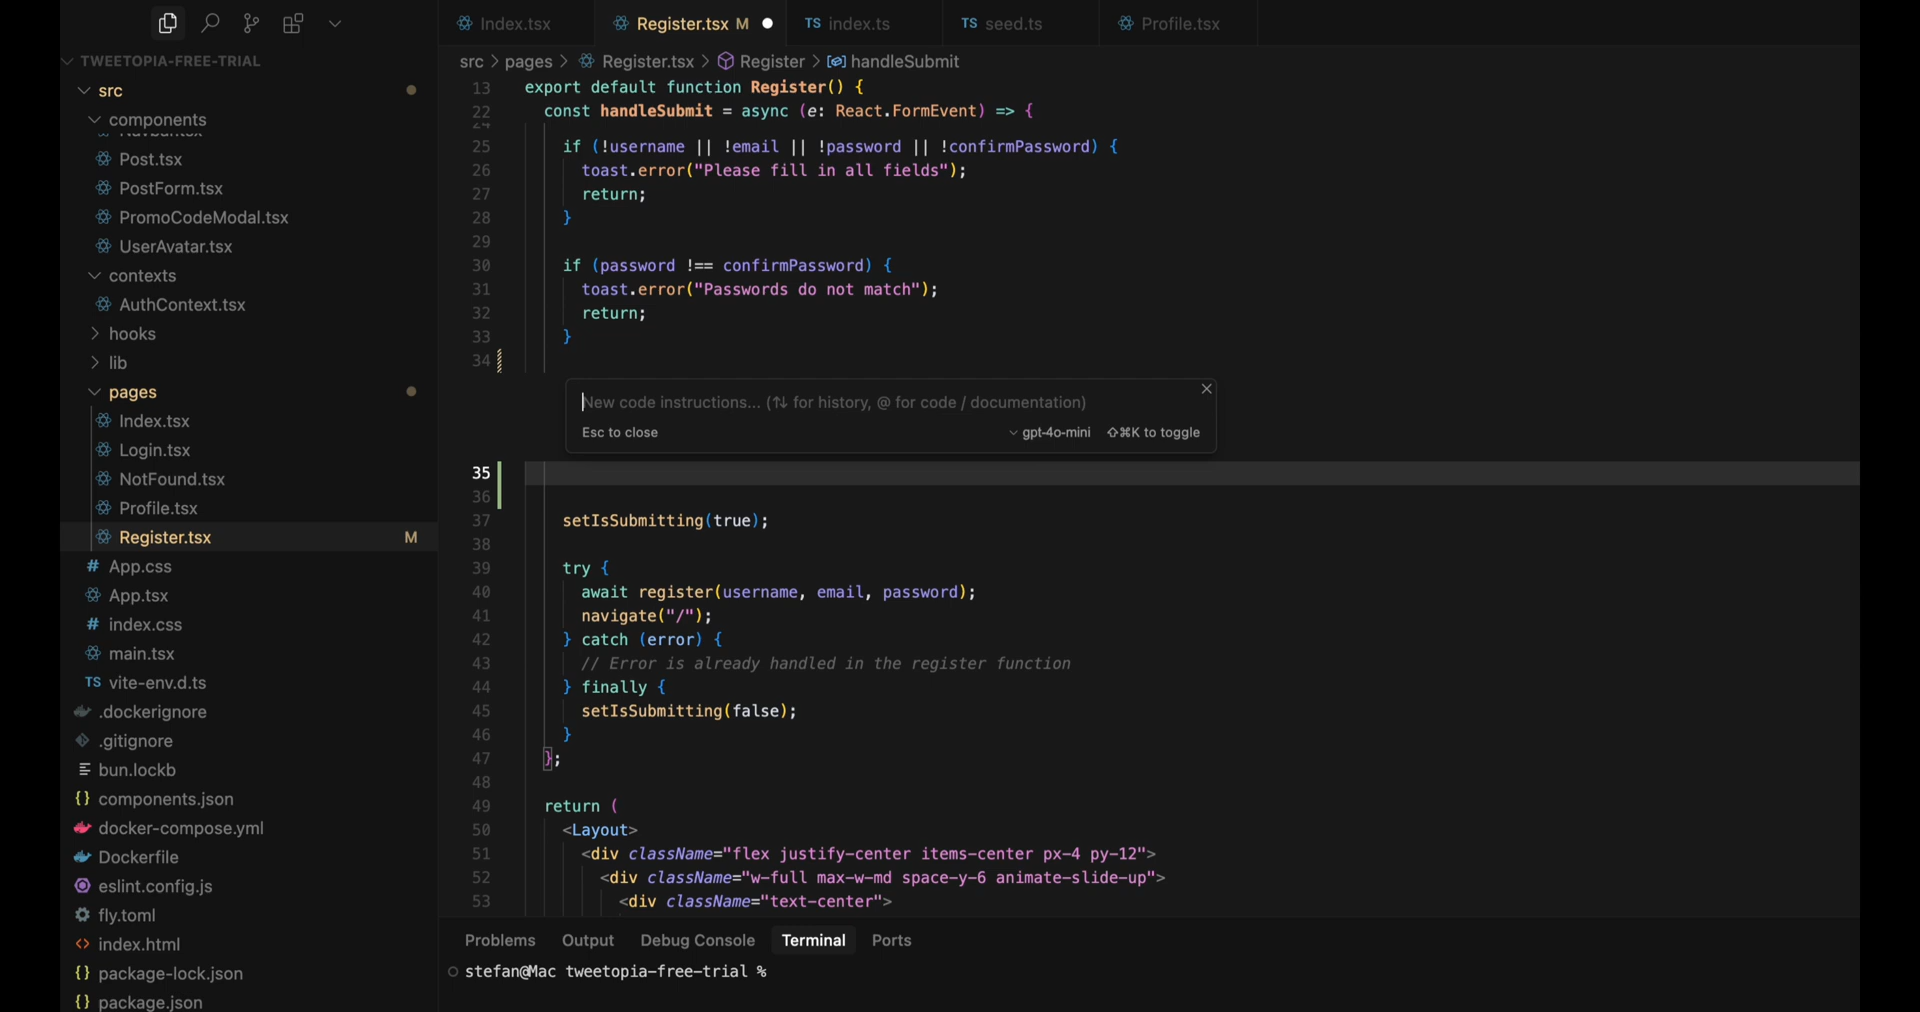 Index.tsx
Register.tsx M
TS index.ts
TS seed.ts
Profile.tsx
TWEETOPIA-FREE-TRIAL
src
components
Navbar.tsx
Post.tsx
PostForm.tsx
PromoCodeModal.tsx
UserAvatar.tsx
contexts
AuthContext.tsx
hooks
lib
pages
Index.tsx
Login.tsx
NotFound.tsx
Profile.tsx
Register.tsx M
# App.css
App.tsx
# index.css
main.tsx
TS vite-env.d.ts
.dockerignore
.gitignore
bun.lockb
{} components.json
docker-compose.yml
Dockerfile
eslint.config.js
fly.toml
<> index.html
{} package-lock.json
{} package.json
src > pages > Register.tsx > Register > handleSubmit
13 export default function Register() {
22 const handleSubmit = async (e: React.FormEvent) => {
24
25 if (!username || !email || !password || !confirmPassword) {
26 toast.error("Please fill in all fields");
27 return;
28 }
29
30 if (password !== confirmPassword) {
31 toast.error("Passwords do not match");
32 return;
33 }
34
New code instructions... (⇅ for history, @ for code / documentation)
Esc to close
gpt-4o-mini ⇧⌘K to toggle
35
36
37 setIsSubmitting(true);
38
39 try {
40 await register(username, email, password);
41 navigate("/");
42 } catch (error) {
43 // Error is already handled in the register function
44 } finally {
45 setIsSubmitting(false);
46 }
47 };
48
49 return (
50 <Layout>
51 <div className="flex justify-center items-center px-4 py-12">
52 <div className="w-full max-w-md space-y-6 animate-slide-up">
53 <div className="text-center">
Problems Output Debug Console Terminal Ports
stefan@Mac tweetopia-free-trial %